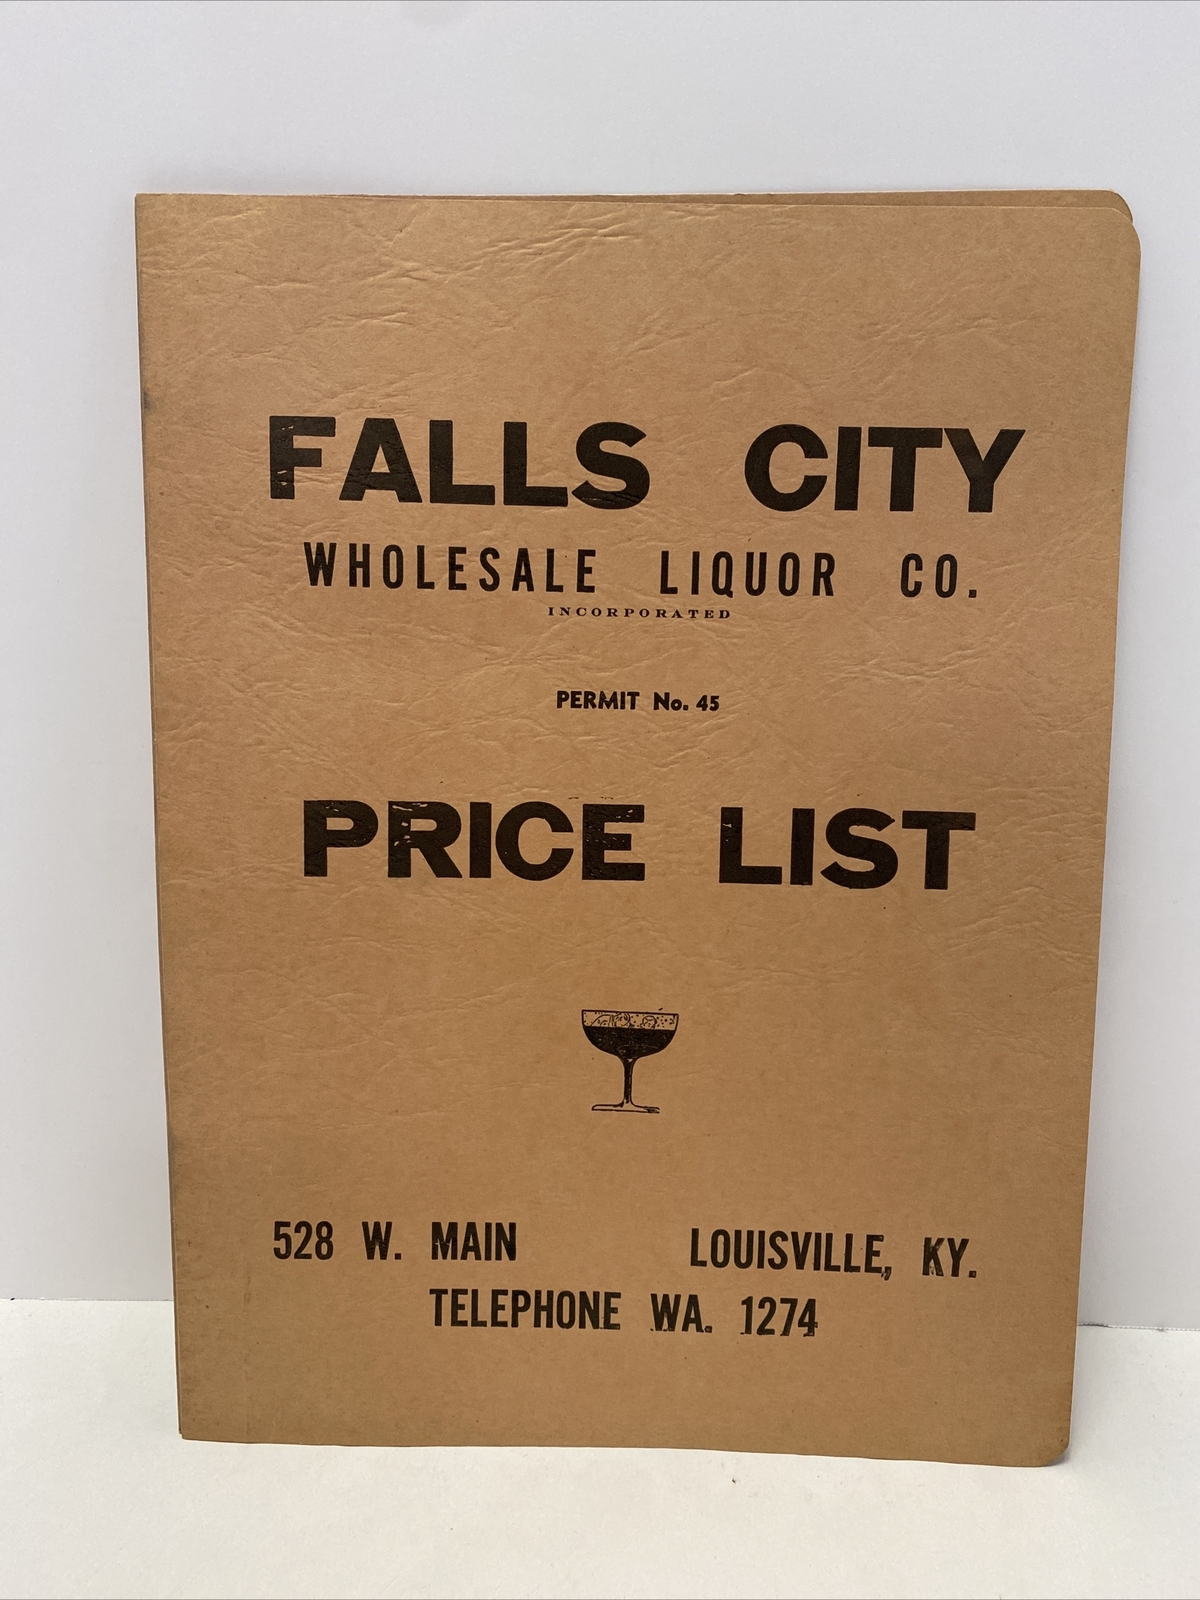 FALLS CITY
WHOLESALE LIQUOR CO.
INCORPORATED
PERMIT No. 45
PRICE LIST
528 W. MAIN LOUISVILLE, KY.
TELEPHONE WA. 1274